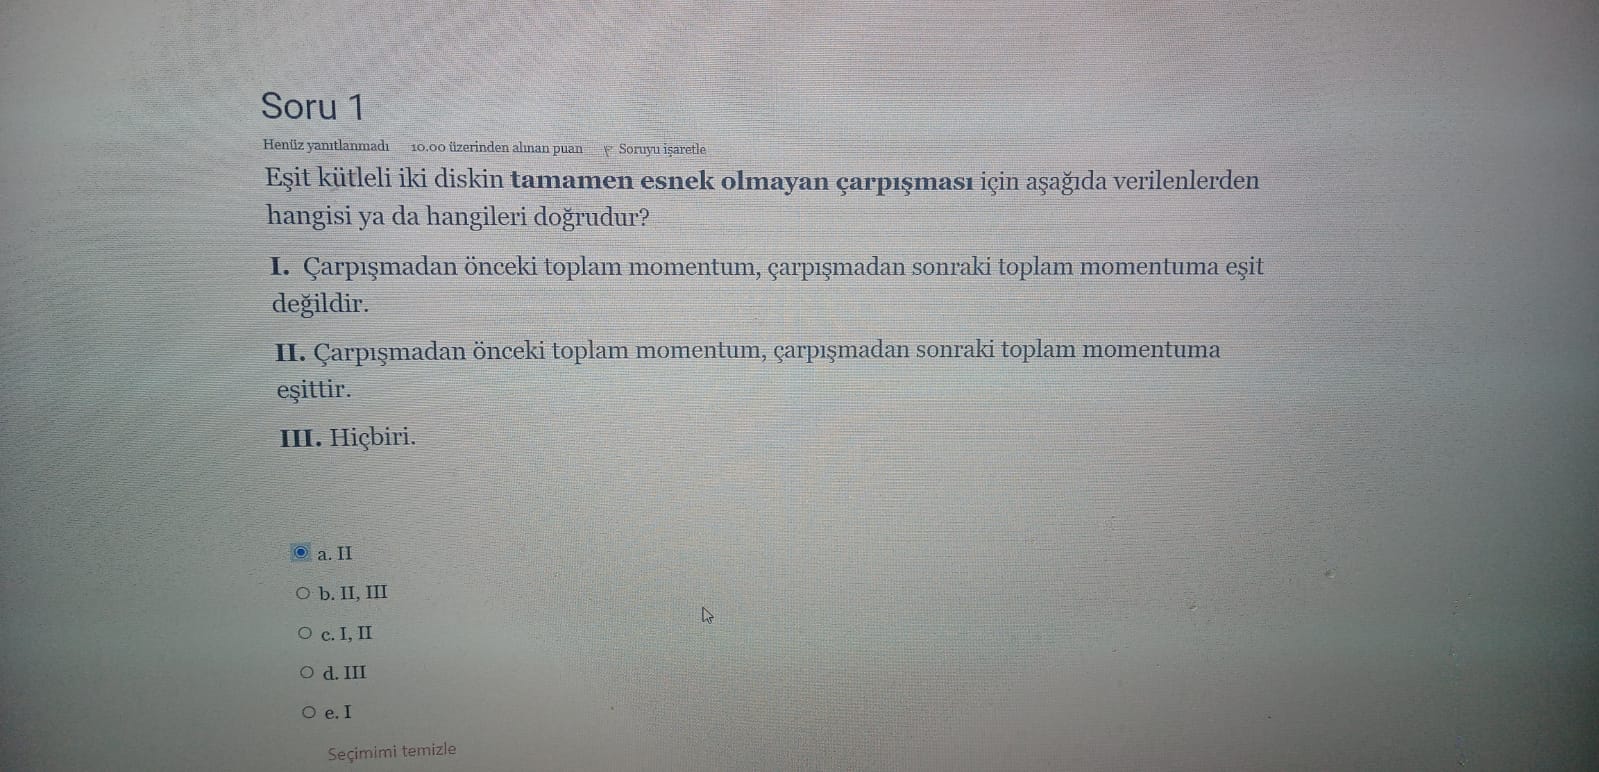 Soru 1
Henüz yanıtlanmadı 10.00 üzerinden alınan puan Soruyu işaretle
Eşit kütleli iki diskin tamamen esnek olmayan çarpışması için aşağıda verilenlerden
hangisi ya da hangileri doğrudur?
I. Çarpışmadan önceki toplam momentum, çarpışmadan sonraki toplam momentuma eşit
değildir.
II. Çarpışmadan önceki toplam momentum, çarpışmadan sonraki toplam momentuma
eşittir.
III. Hiçbiri.
a. II
b. II, III
c. I, II
d. III
e. I
Seçimimi temizle